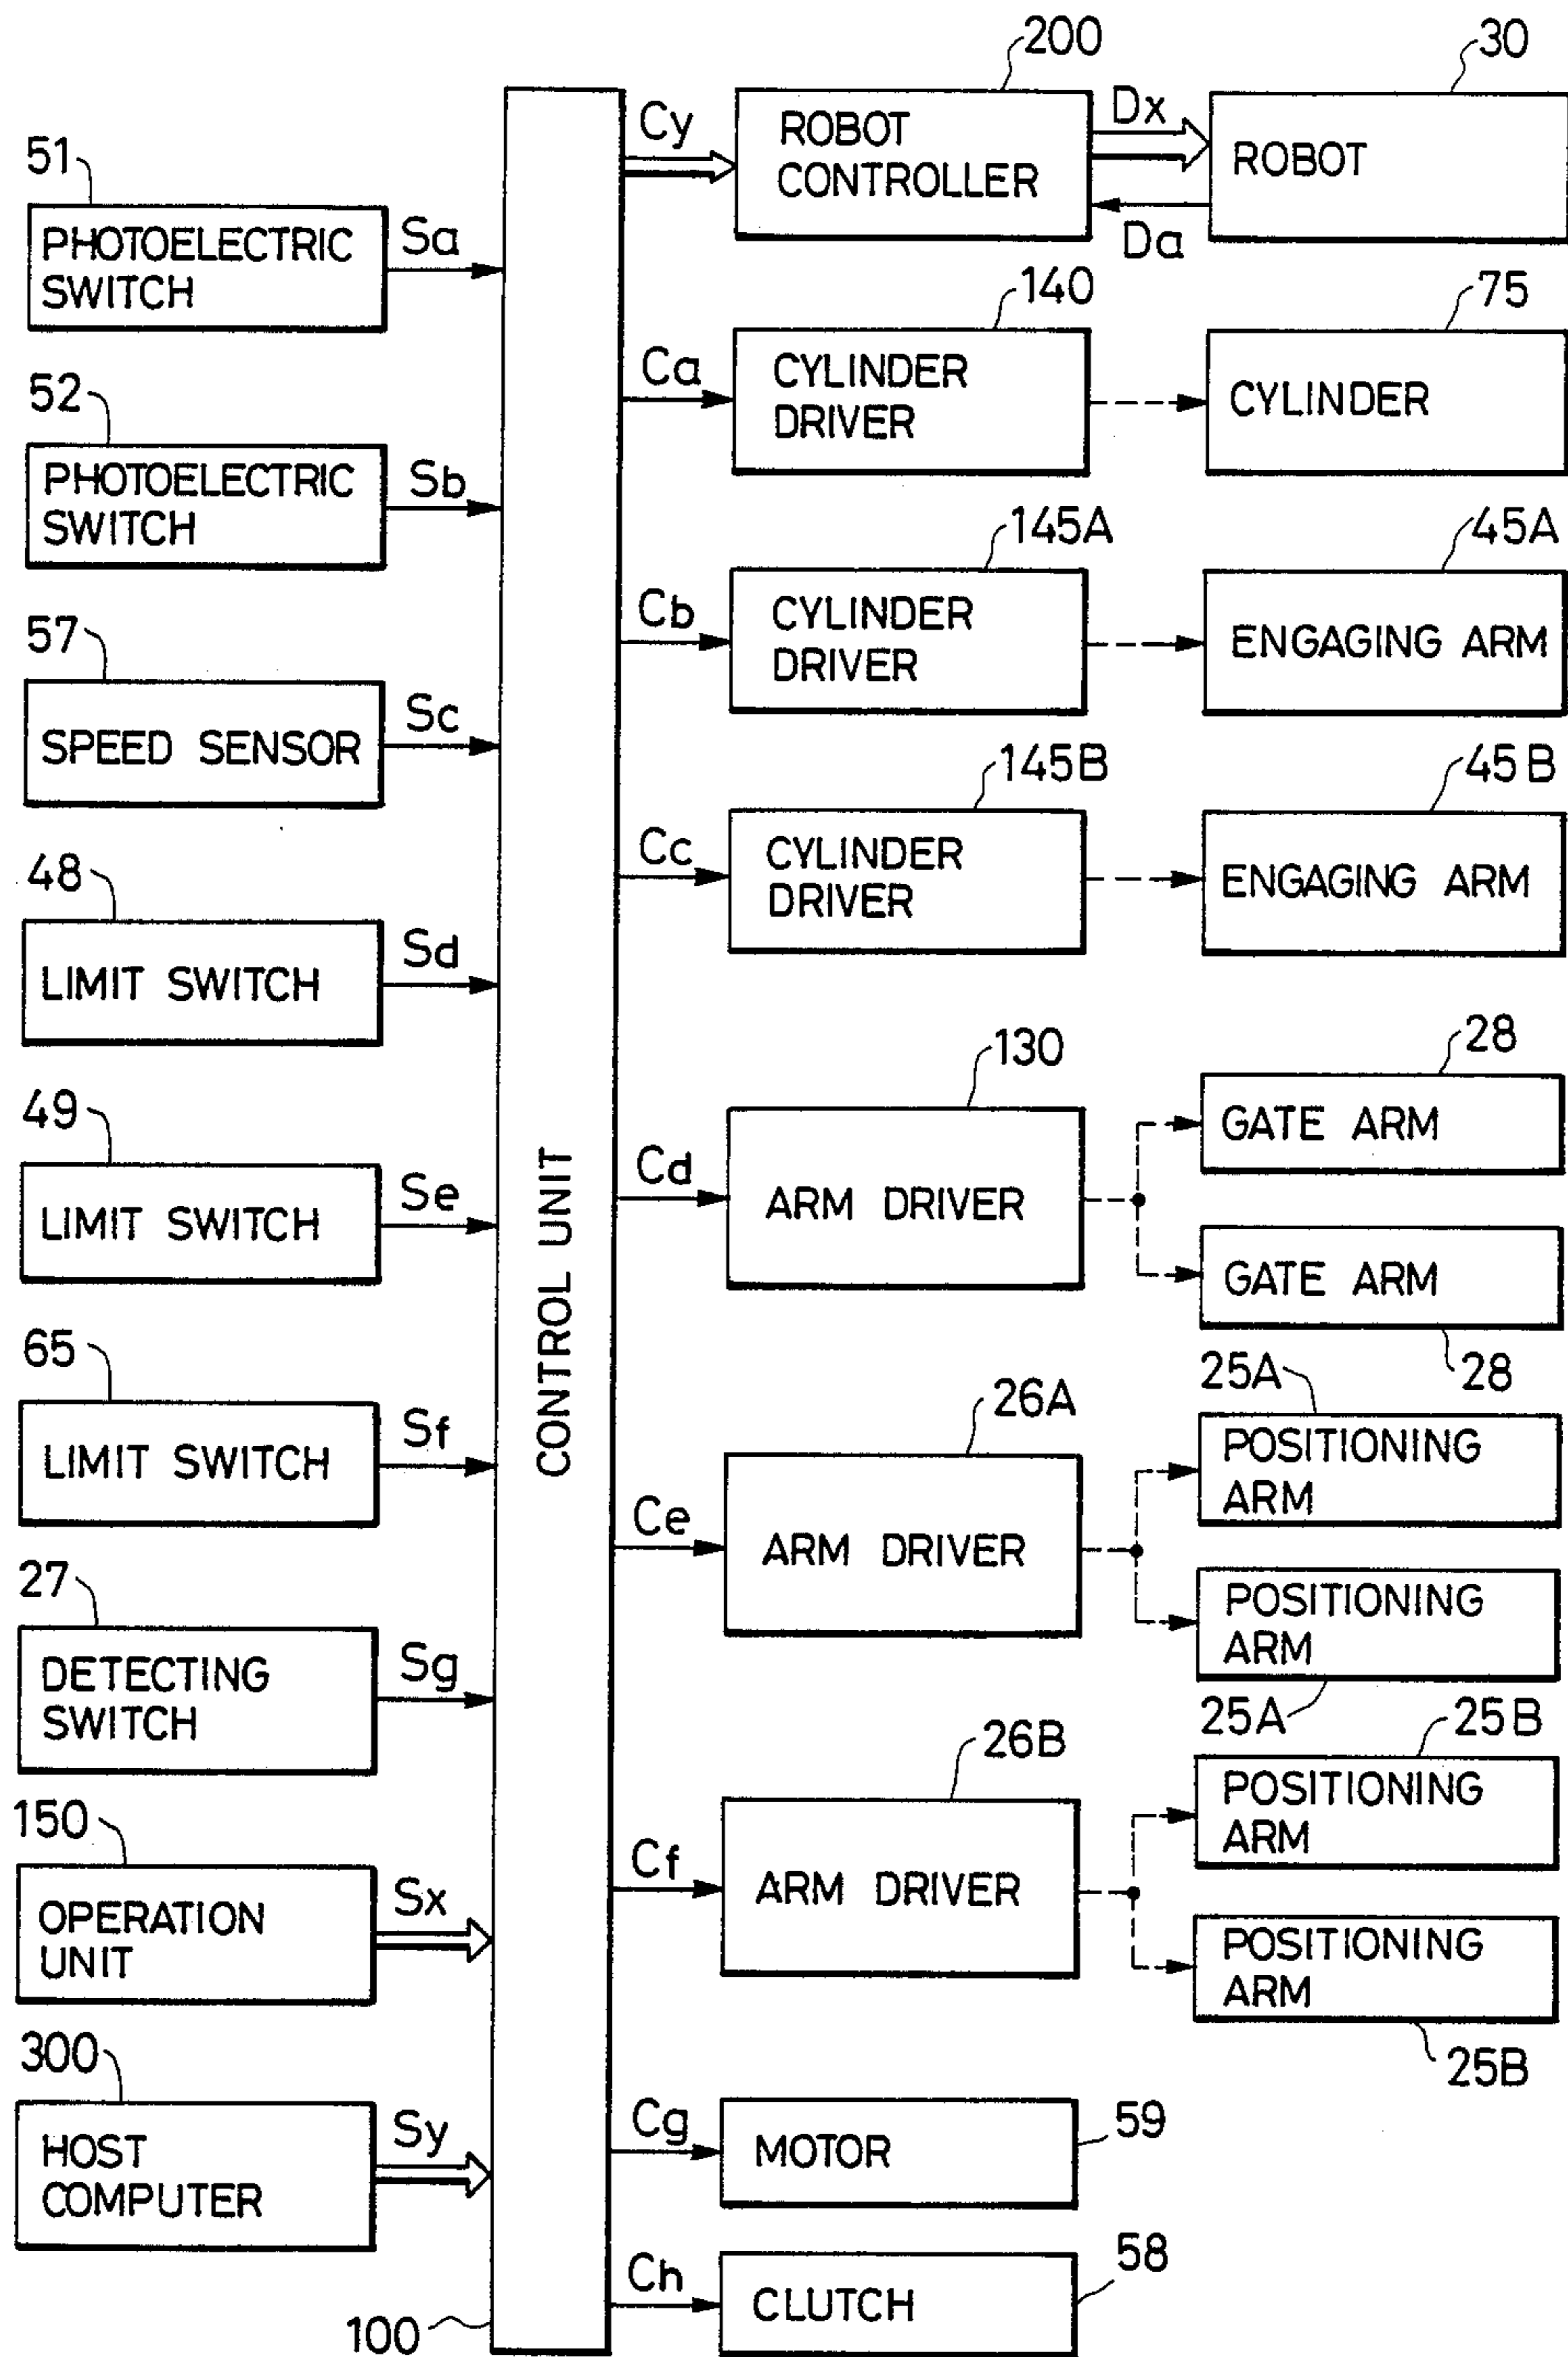 51
PHOTOELECTRIC
SWITCH
Sa
52
PHOTOELECTRIC
SWITCH
Sb
57
SPEED SENSOR
Sc
48
LIMIT SWITCH
Sd
49
LIMIT SWITCH
Se
65
LIMIT SWITCH
Sf
27
DETECTING
SWITCH
Sg
150
OPERATION
UNIT
Sx
300
HOST
COMPUTER
Sy
CONTROL UNIT
100
Cy
200
ROBOT
CONTROLLER
Dx
Da
30
ROBOT
Ca
140
CYLINDER
DRIVER
75
CYLINDER
Cb
145A
CYLINDER
DRIVER
45A
ENGAGING ARM
Cc
145B
CYLINDER
DRIVER
45B
ENGAGING ARM
Cd
130
ARM DRIVER
28
GATE ARM
GATE ARM
28
Ce
26A
ARM DRIVER
25A
POSITIONING
ARM
POSITIONING
ARM
25A
Cf
26B
ARM DRIVER
25B
POSITIONING
ARM
POSITIONING
ARM
25B
Cg
MOTOR
59
Ch
CLUTCH
58